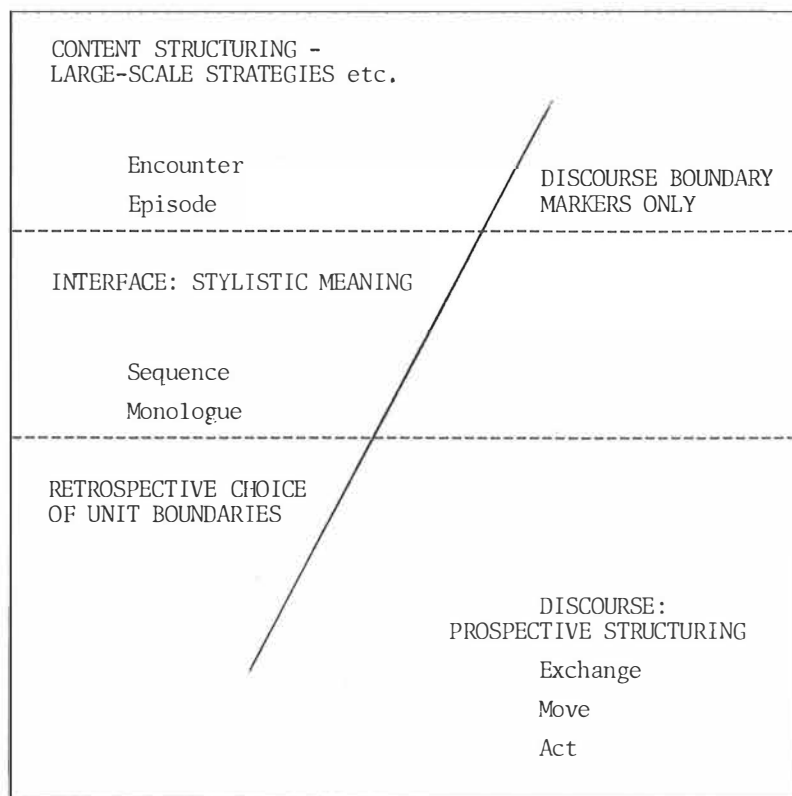 CONTENT STRUCTURING -
LARGE-SCALE STRATEGIES etc.
Encounter
Episode
DISCOURSE BOUNDARY
MARKERS ONLY
INTERFACE: STYLISTIC MEANING
Sequence
Monologue
RETROSPECTIVE CHOICE
OF UNIT BOUNDARIES
DISCOURSE:
PROSPECTIVE STRUCTURING
Exchange
Move
Act